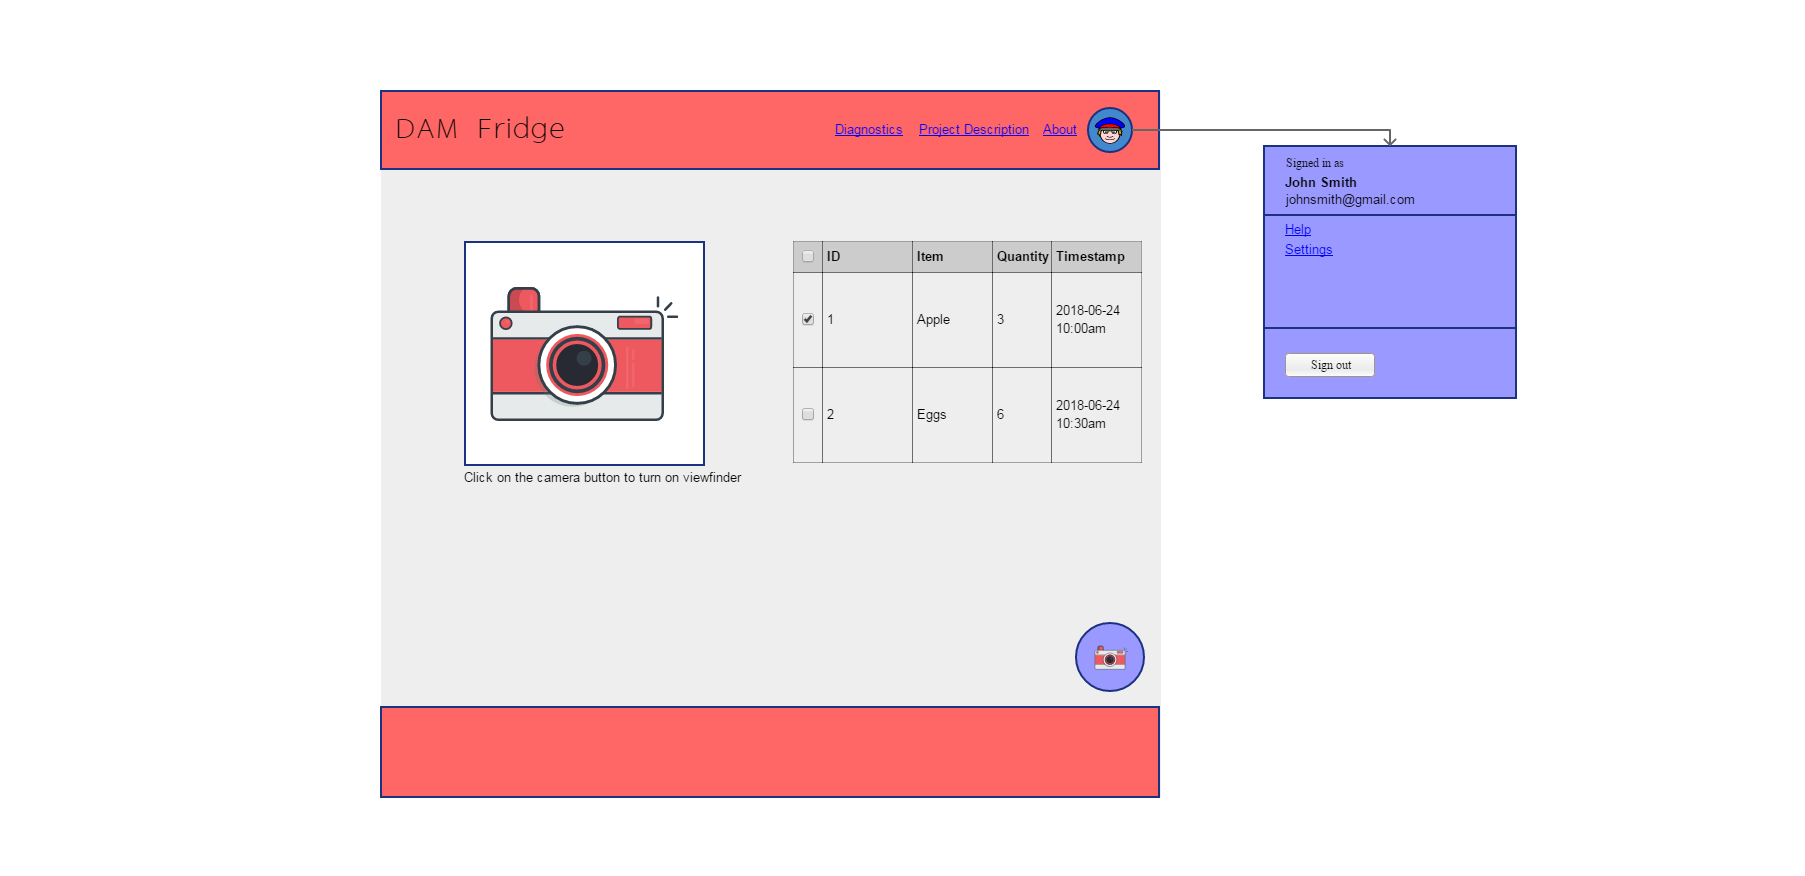 DAM Fridge
Diagnostics Project Description About
Signed in as
John Smith
johnsmith@gmail.com
Help
Settings
Sign out
ID Item Quantity Timestamp
1 Apple 3 2018-06-24 10:00am
2 Eggs 6 2018-06-24 10:30am
Click on the camera button to turn on viewfinder